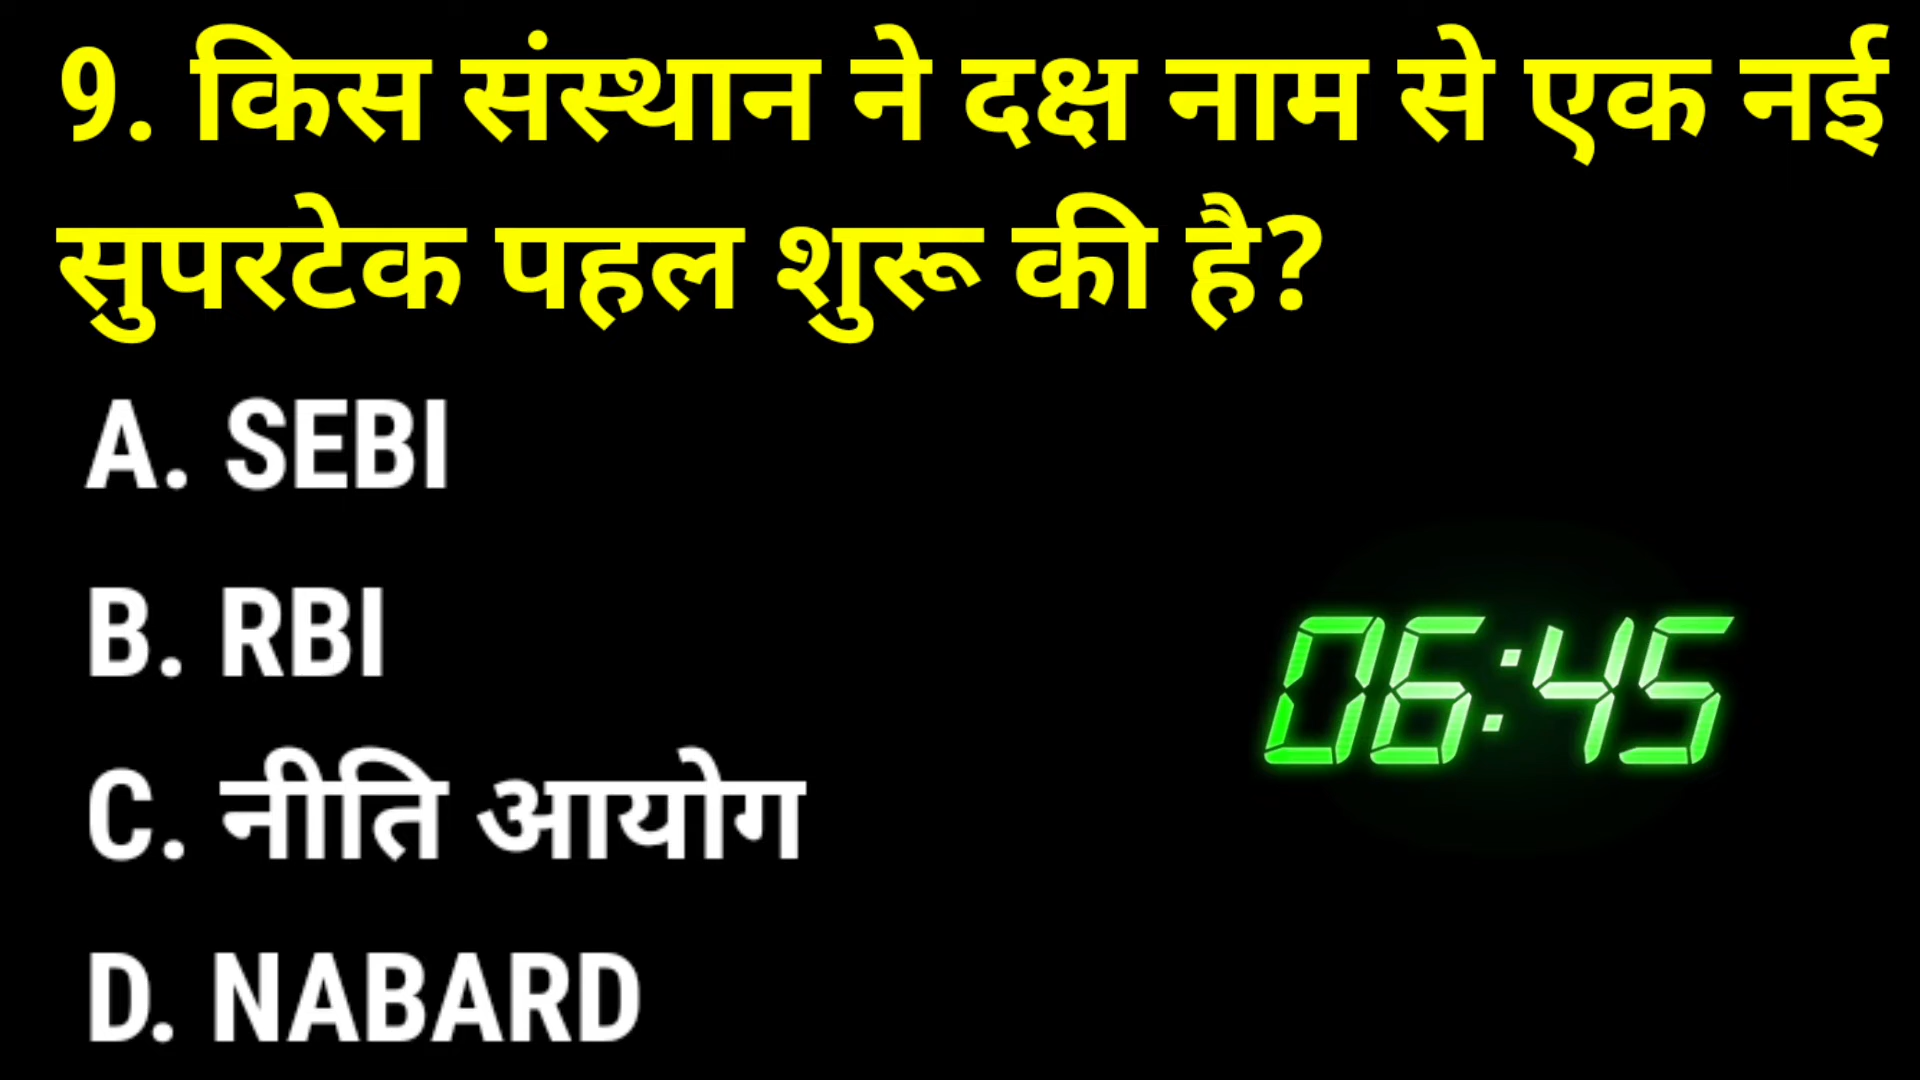 9. किस संस्थान ने दक्ष नाम से एक नई
सुपरटेक पहल शुरू की है?
A. SEBI
B. RBI
C. नीति आयोग
D. NABARD
06:45